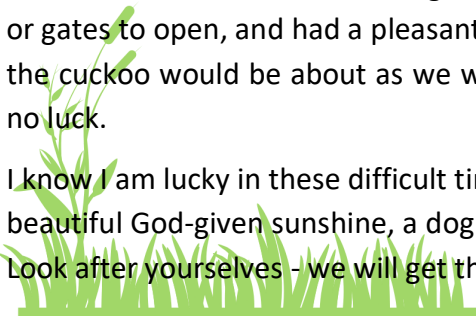 or gates to open, and had a pleasant
the cuckoo would be about as we w
no luck.
I know I am lucky in these difficult tir
beautiful God-given sunshine, a dog
Look after yourselves - we will get th